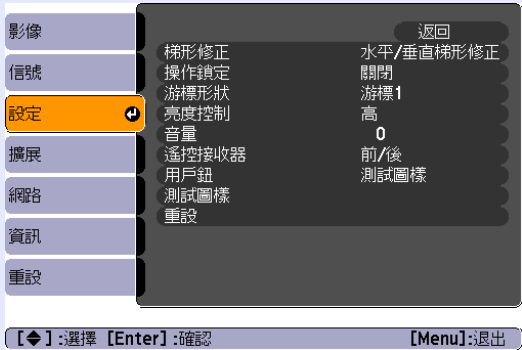 影像
信號
設定
擴展
網路
資訊
重設
返回
梯形修正 水平/垂直梯形修正
操作鎖定 關閉
游標形狀 游標1
亮度控制 高
音量 0
遙控接收器 前/後
用戶鈕 測試圖樣
測試圖樣
重設
[◆]:選擇 [Enter]:確認 [Menu]:退出